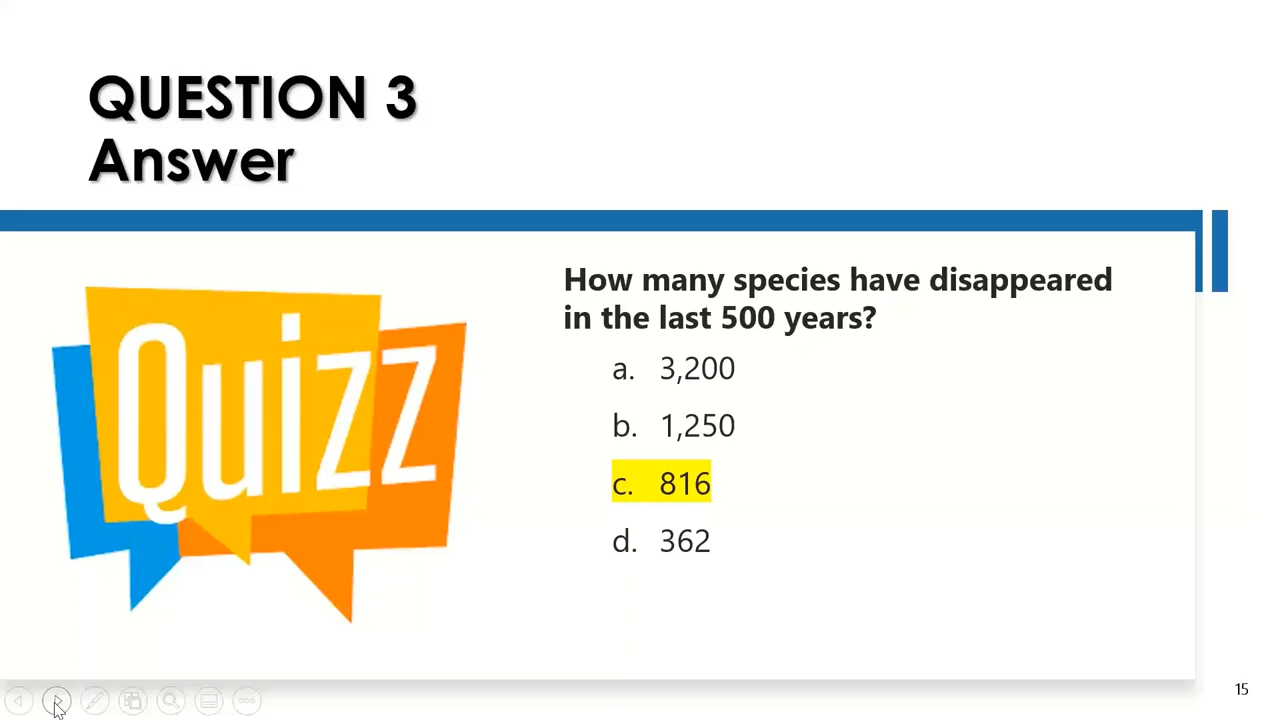 QUESTION 3
Answer
Quizz
How many species have disappeared
in the last 500 years?
a. 3,200
b. 1,250
c. 816
d. 362
15